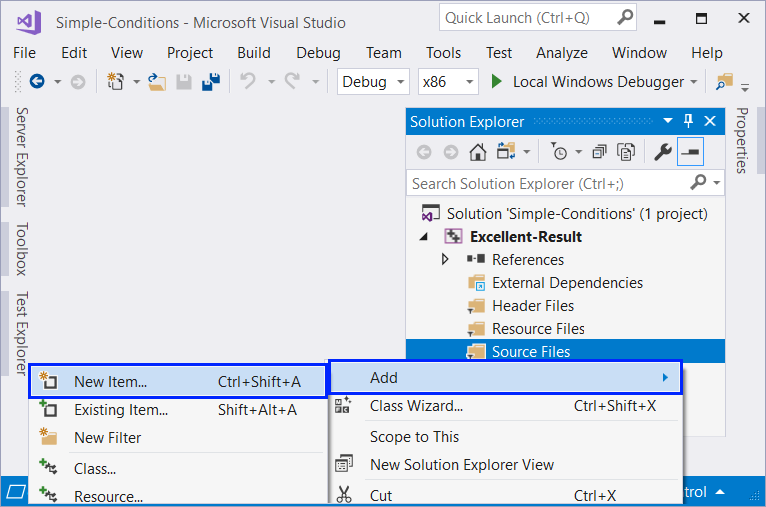 Simple-Conditions - Microsoft Visual Studio
Quick Launch (Ctrl+Q)
File Edit View Project Build Debug Team Tools Test Analyze Window Help
Debug x86 Local Windows Debugger
Server Explorer
Toolbox
Test Explorer
Solution Explorer
Properties
Search Solution Explorer (Ctrl+;)
Solution 'Simple-Conditions' (1 project)
Excellent-Result
References
External Dependencies
Header Files
Resource Files
Source Files
New Item... Ctrl+Shift+A
Existing Item... Shift+Alt+A
New Filter
Class...
Resource...
Add
Class Wizard... Ctrl+Shift+X
Scope to This
New Solution Explorer View
Cut Ctrl+X